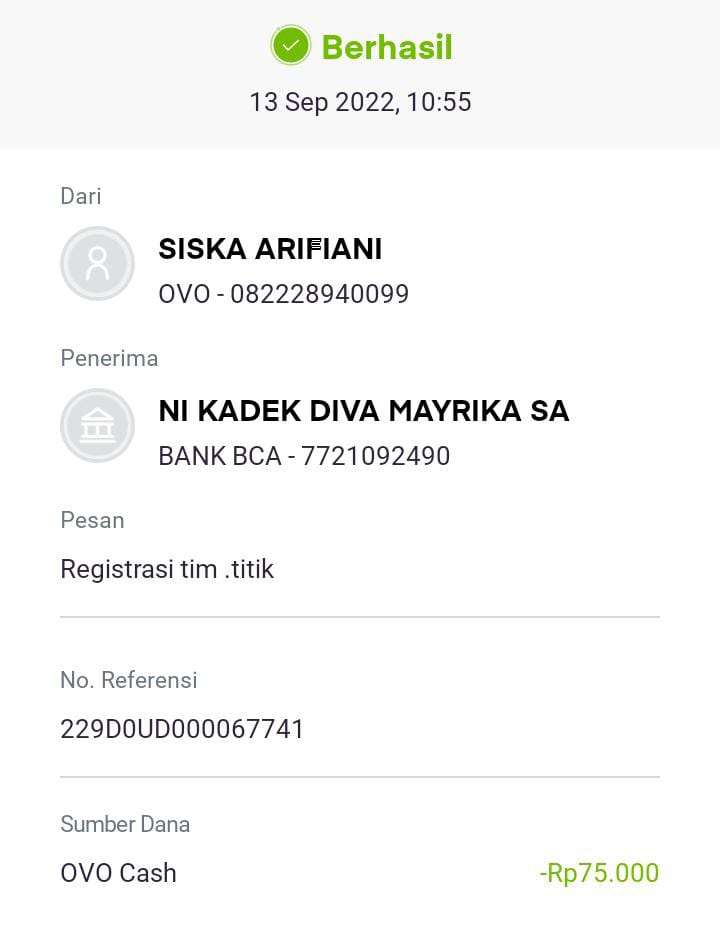 Berhasil
13 Sep 2022, 10:55
Dari
SISKA ARIFIANI
OVO - 082228940099
Penerima
NI KADEK DIVA MAYRIKA SA
BANK BCA - 7721092490
Pesan
Registrasi tim .titik
No. Referensi
229D0UD000067741
Sumber Dana
OVO Cash -Rp75.000